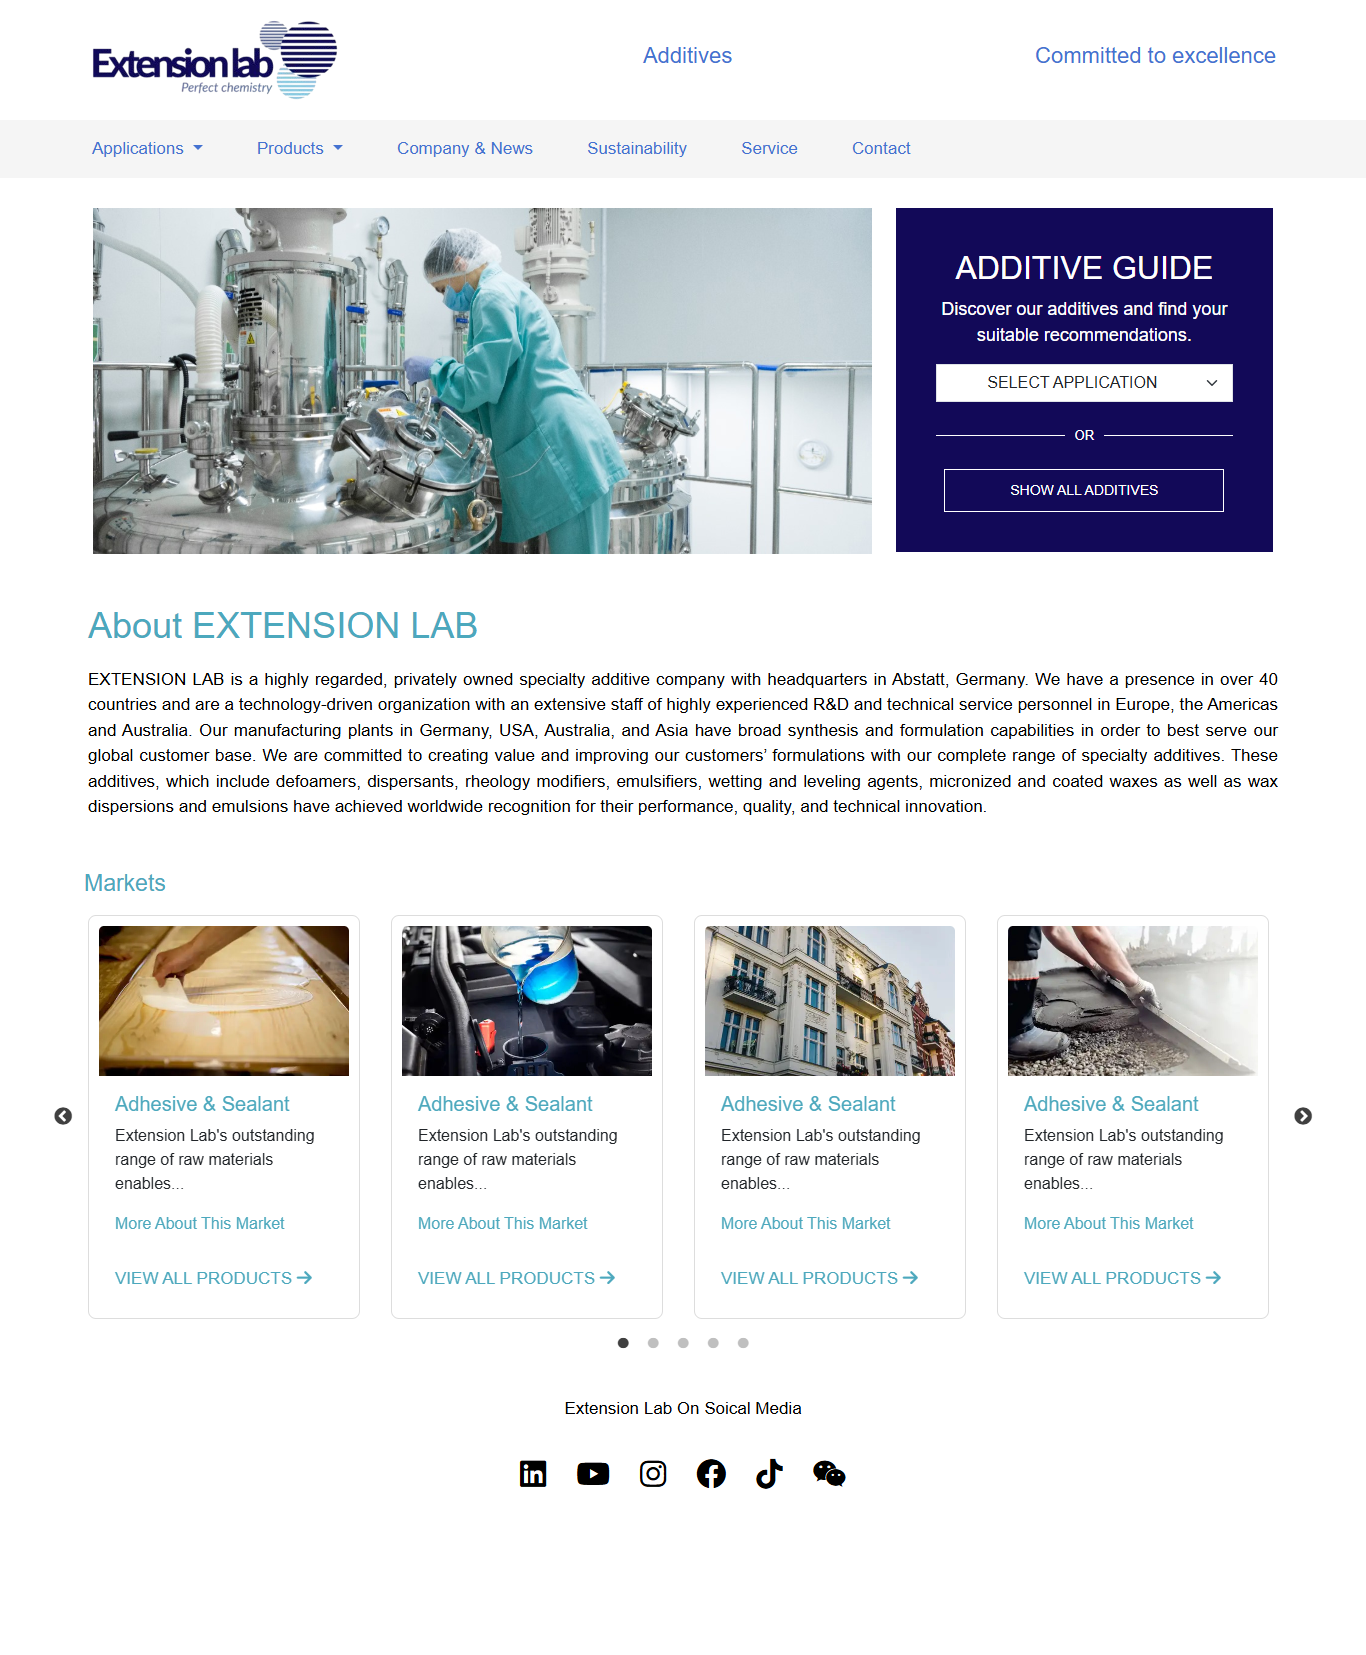 Extension lab
Perfect chemistry
Additives
Committed to excellence
Applications
Products
Company & News
Sustainability
Service
Contact
ADDITIVE GUIDE
Discover our additives and find your
suitable recommendations.
SELECT APPLICATION
OR
SHOW ALL ADDITIVES
About EXTENSION LAB
EXTENSION LAB is a highly regarded, privately owned specialty additive company with headquarters in Abstatt, Germany. We have a presence in over 40
countries and are a technology-driven organization with an extensive staff of highly experienced R&D and technical service personnel in Europe, the Americas
and Australia. Our manufacturing plants in Germany, USA, Australia, and Asia have broad synthesis and formulation capabilities in order to best serve our
global customer base. We are committed to creating value and improving our customers’ formulations with our complete range of specialty additives. These
additives, which include defoamers, dispersants, rheology modifiers, emulsifiers, wetting and leveling agents, micronized and coated waxes as well as wax
dispersions and emulsions have achieved worldwide recognition for their performance, quality, and technical innovation.
Markets
Adhesive & Sealant
Extension Lab's outstanding
range of raw materials
enables...
More About This Market
VIEW ALL PRODUCTS
Adhesive & Sealant
Extension Lab's outstanding
range of raw materials
enables...
More About This Market
VIEW ALL PRODUCTS
Adhesive & Sealant
Extension Lab's outstanding
range of raw materials
enables...
More About This Market
VIEW ALL PRODUCTS
Adhesive & Sealant
Extension Lab's outstanding
range of raw materials
enables...
More About This Market
VIEW ALL PRODUCTS
Extension Lab On Soical Media